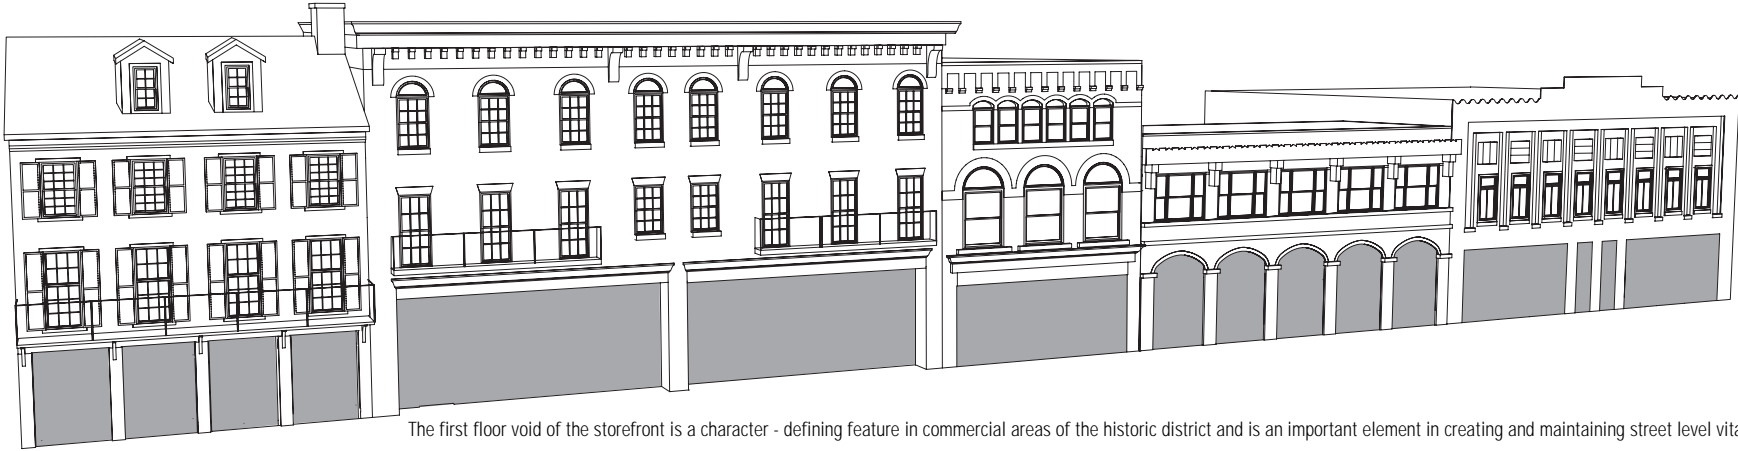 The first floor void of the storefront is a character - defining feature in commercial areas of the historic district and is an important element in creating and maintaining street level